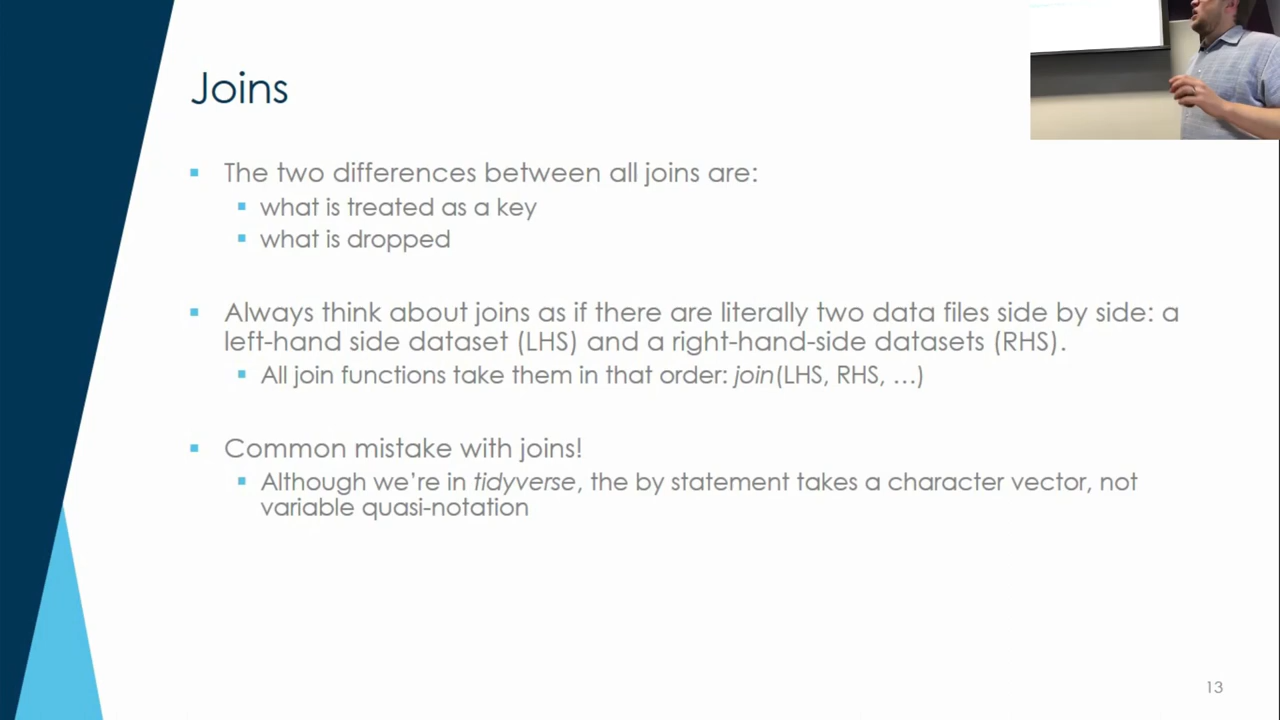 Joins
The two differences between all joins are:
what is treated as a key
what is dropped
Always think about joins as if there are literally two data files side by side: a
left-hand side dataset (LHS) and a right-hand-side datasets (RHS).
All join functions take them in that order: join(LHS, RHS, …)
Common mistake with joins!
Although we're in tidyverse, the by statement takes a character vector, not
variable quasi-notation
13